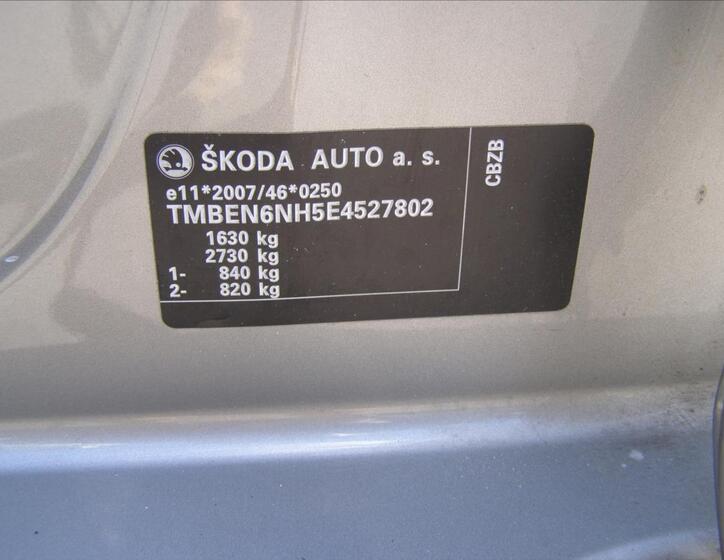 ŠKODA AUTO a. s.
e11*2007/46*0250
TMBEN6NH5E4527802
1630 kg
2730 kg
1- 840 kg
2- 820 kg
CBZB